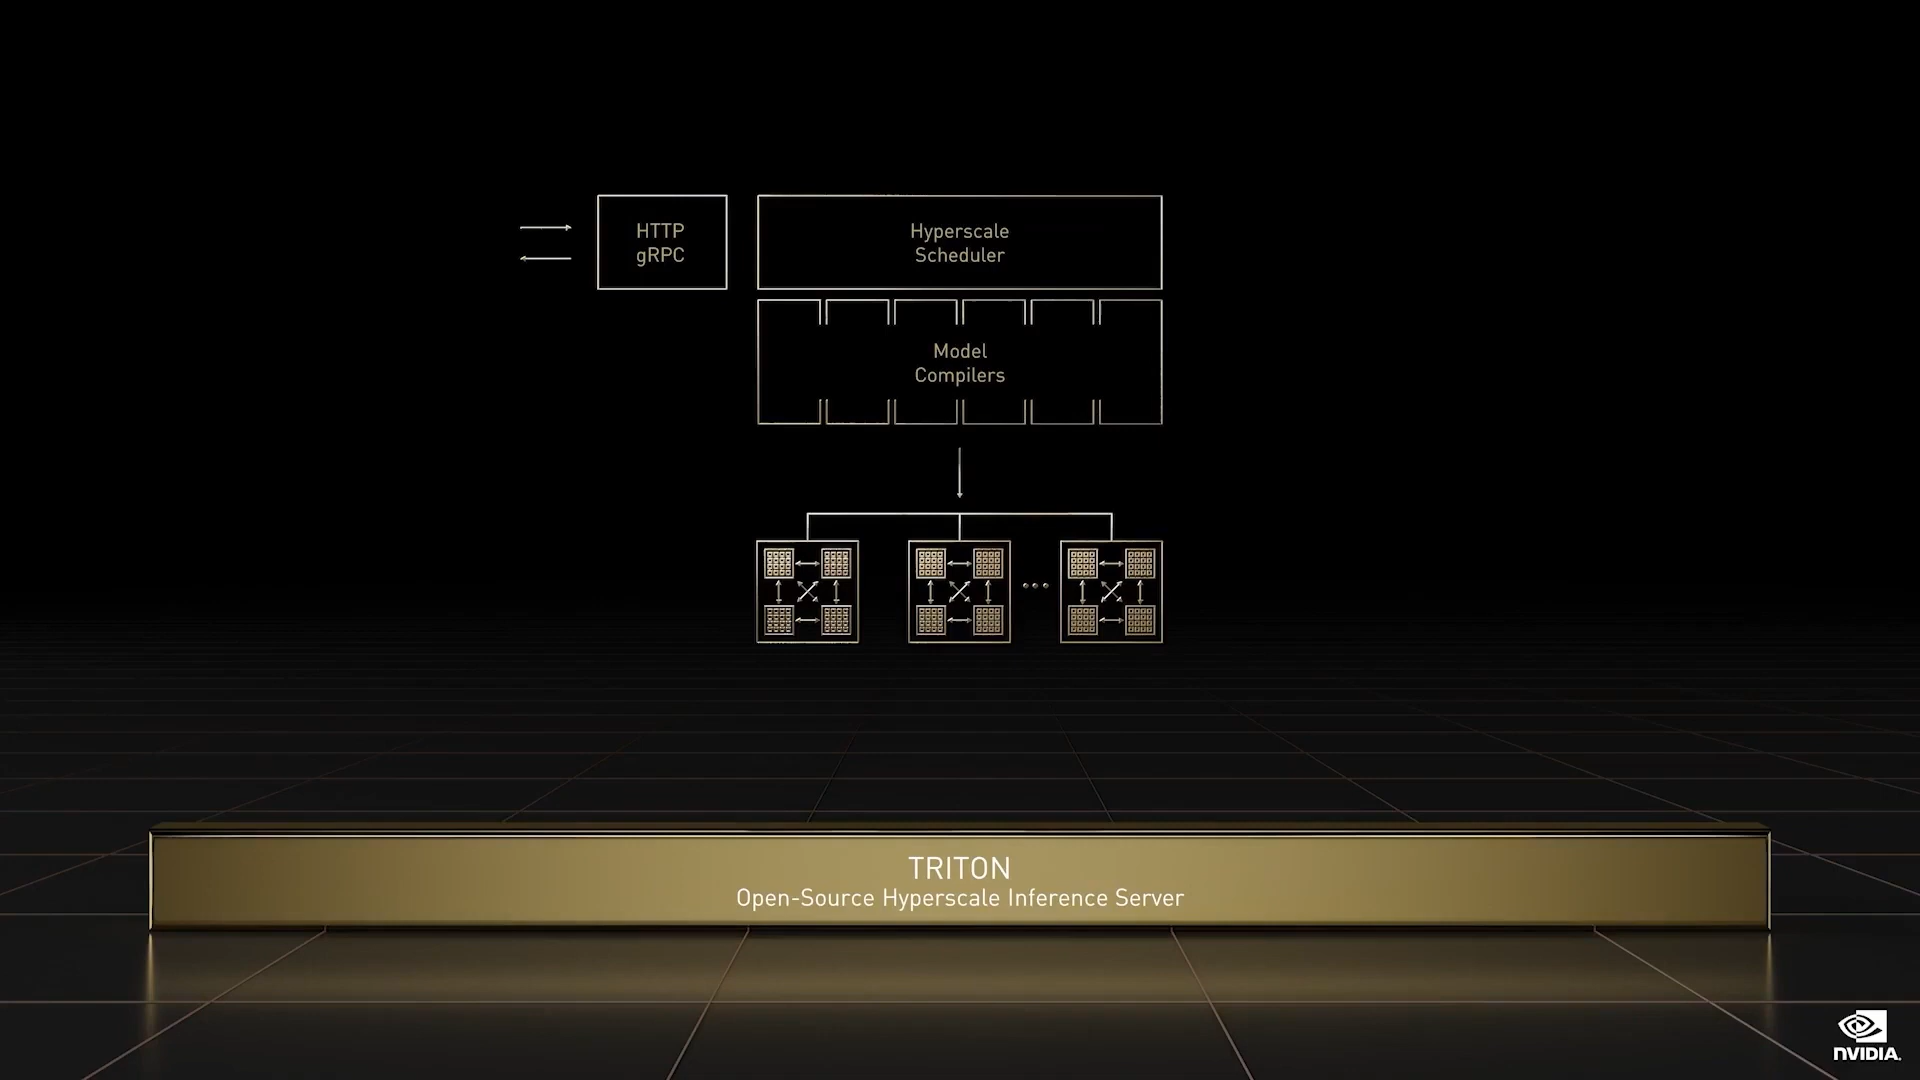 HTTP
gRPC
Hyperscale
Scheduler
Model
Compilers
TRITON
Open-Source Hyperscale Inference Server
NVIDIA.